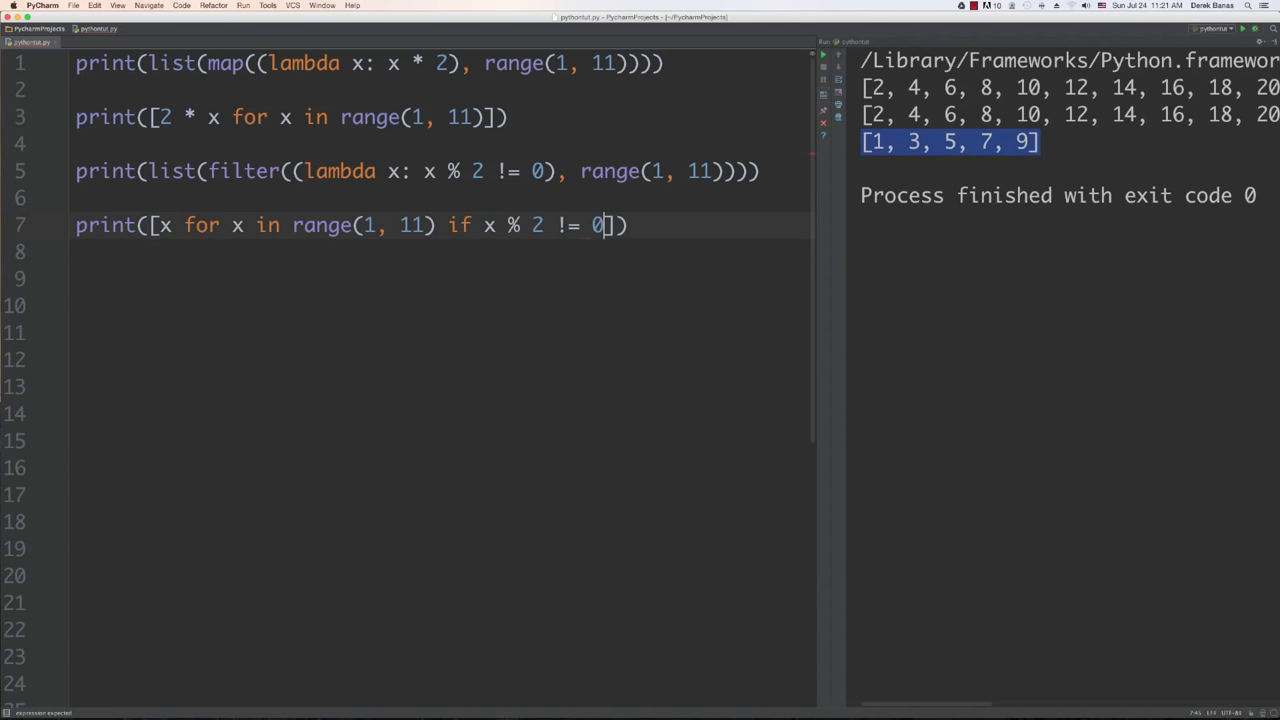 PyCharm File Edit View Navigate Code Refactor Run Tools VCS Window Help
10 Sun Jul 24 11:21 AM Derek Banas
pythontut.py - PycharmProjects - [~/PycharmProjects]
PycharmProjects pythontut.py
pythontut
pythontut.py
Run: pythontut
1 print(list(map((lambda x: x * 2), range(1, 11))))
2
3 print([2 * x for x in range(1, 11)])
4
5 print(list(filter((lambda x: x % 2 != 0), range(1, 11))))
6
7 print([x for x in range(1, 11) if x % 2 != 0])
8
9
10
11
12
13
14
15
16
17
18
19
20
21
22
23
24
/Library/Frameworks/Python.framewor
[2, 4, 6, 8, 10, 12, 14, 16, 18, 20
[2, 4, 6, 8, 10, 12, 14, 16, 18, 20
[1, 3, 5, 7, 9]
Process finished with exit code 0
expression expected
7:45 LF÷ UTF-8÷